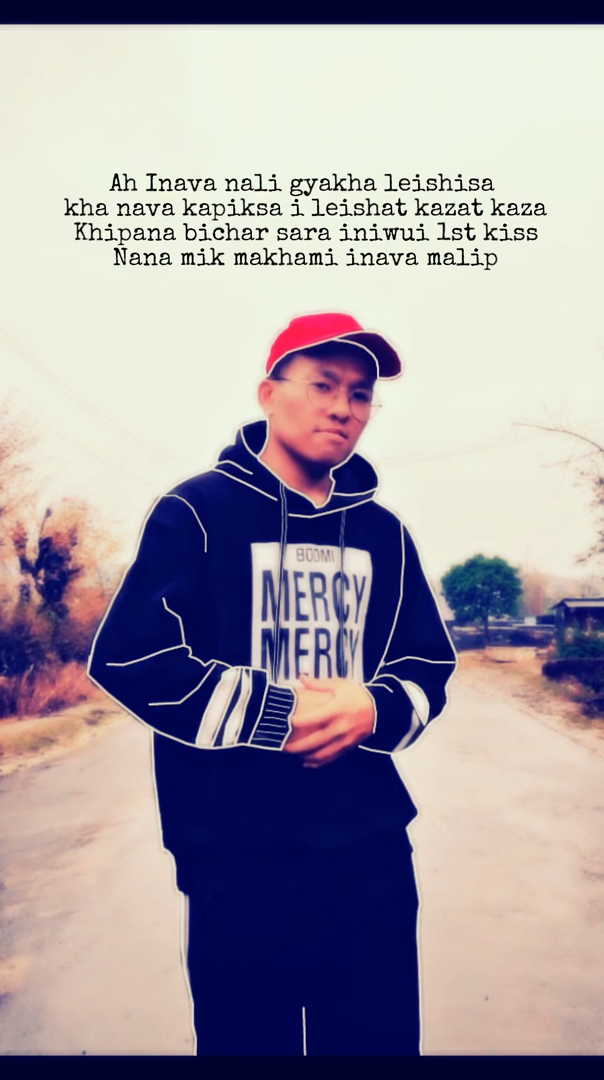 Ah Inava nali gyakha leishisa
kha nava kapiksa i leishat kazat kaza
Khipana bichar sara iniwui 1st kiss
Nana mik makhami inava malip
BOOMI
MERCY
MERCY